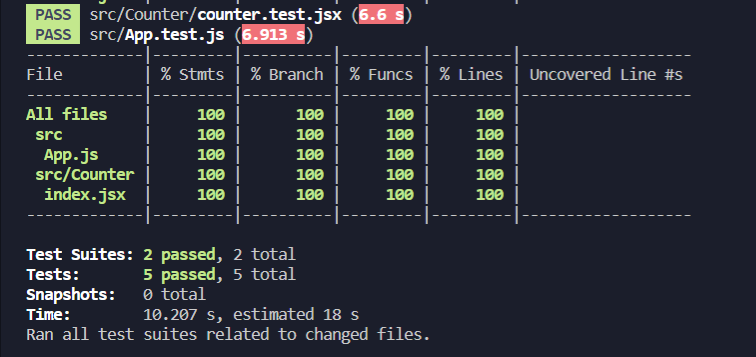 PASS src/Counter/counter.test.jsx (6.6 s)
PASS src/App.test.js (6.913 s)
-------------|---------|----------|---------|---------|-------------------
File         | % Stmts | % Branch | % Funcs | % Lines | Uncovered Line #s
-------------|---------|----------|---------|---------|-------------------
All files    |     100 |      100 |     100 |     100 |
 src         |     100 |      100 |     100 |     100 |
  App.js     |     100 |      100 |     100 |     100 |
 src/Counter |     100 |      100 |     100 |     100 |
  index.jsx  |     100 |      100 |     100 |     100 |
-------------|---------|----------|---------|---------|-------------------
Test Suites: 2 passed, 2 total
Tests:       5 passed, 5 total
Snapshots:   0 total
Time:        10.207 s, estimated 18 s
Ran all test suites related to changed files.